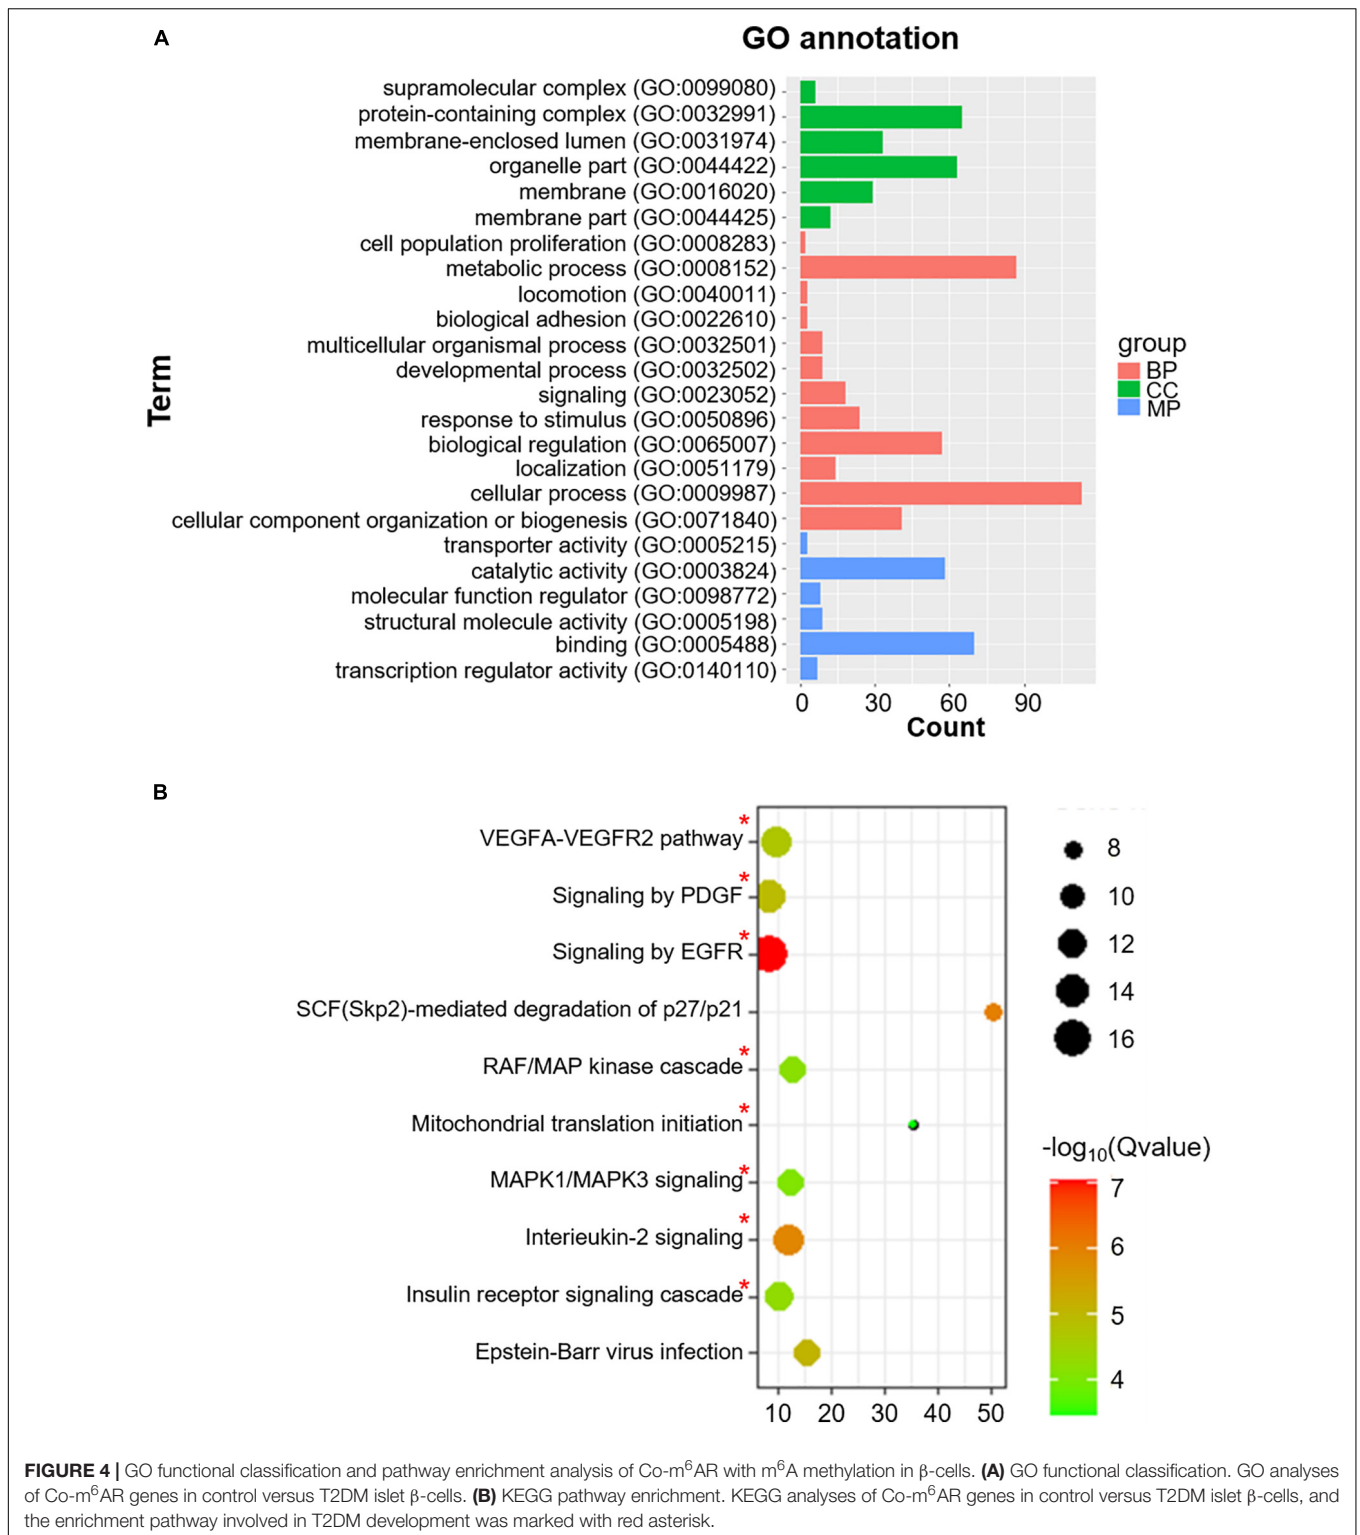 A
GO annotation
supramolecular complex (GO:0099080)
protein-containing complex (GO:0032991)
membrane-enclosed lumen (GO:0031974)
organelle part (GO:0044422)
membrane (GO:0016020)
membrane part (GO:0044425)
cell population proliferation (GO:0008283)
metabolic process (GO:0008152)
locomotion (GO:0040011)
biological adhesion (GO:0022610)
multicellular organismal process (GO:0032501)
developmental process (GO:0032502)
signaling (GO:0023052)
response to stimulus (GO:0050896)
biological regulation (GO:0065007)
localization (GO:0051179)
cellular process (GO:0009987)
cellular component organization or biogenesis (GO:0071840)
transporter activity (GO:0005215)
catalytic activity (GO:0003824)
molecular function regulator (GO:0098772)
structural molecule activity (GO:0005198)
binding (GO:0005488)
transcription regulator activity (GO:0140110)
Term
0 30 60 90
Count
group
BP
CC
MP
B
VEGFA-VEGFR2 pathway*
Signaling by PDGF*
Signaling by EGFR*
SCF(Skp2)-mediated degradation of p27/p21
RAF/MAP kinase cascade*
Mitochondrial translation initiation*
MAPK1/MAPK3 signaling*
Interieukin-2 signaling*
Insulin receptor signaling cascade*
Epstein-Barr virus infection
10 20 30 40 50
8
10
12
14
16
-log₁₀(Qvalue)
7
6
5
4
FIGURE 4 | GO functional classification and pathway enrichment analysis of Co-m⁶AR with m⁶A methylation in β-cells. (A) GO functional classification. GO analyses
of Co-m⁶AR genes in control versus T2DM islet β-cells. (B) KEGG pathway enrichment. KEGG analyses of Co-m⁶AR genes in control versus T2DM islet β-cells, and
the enrichment pathway involved in T2DM development was marked with red asterisk.